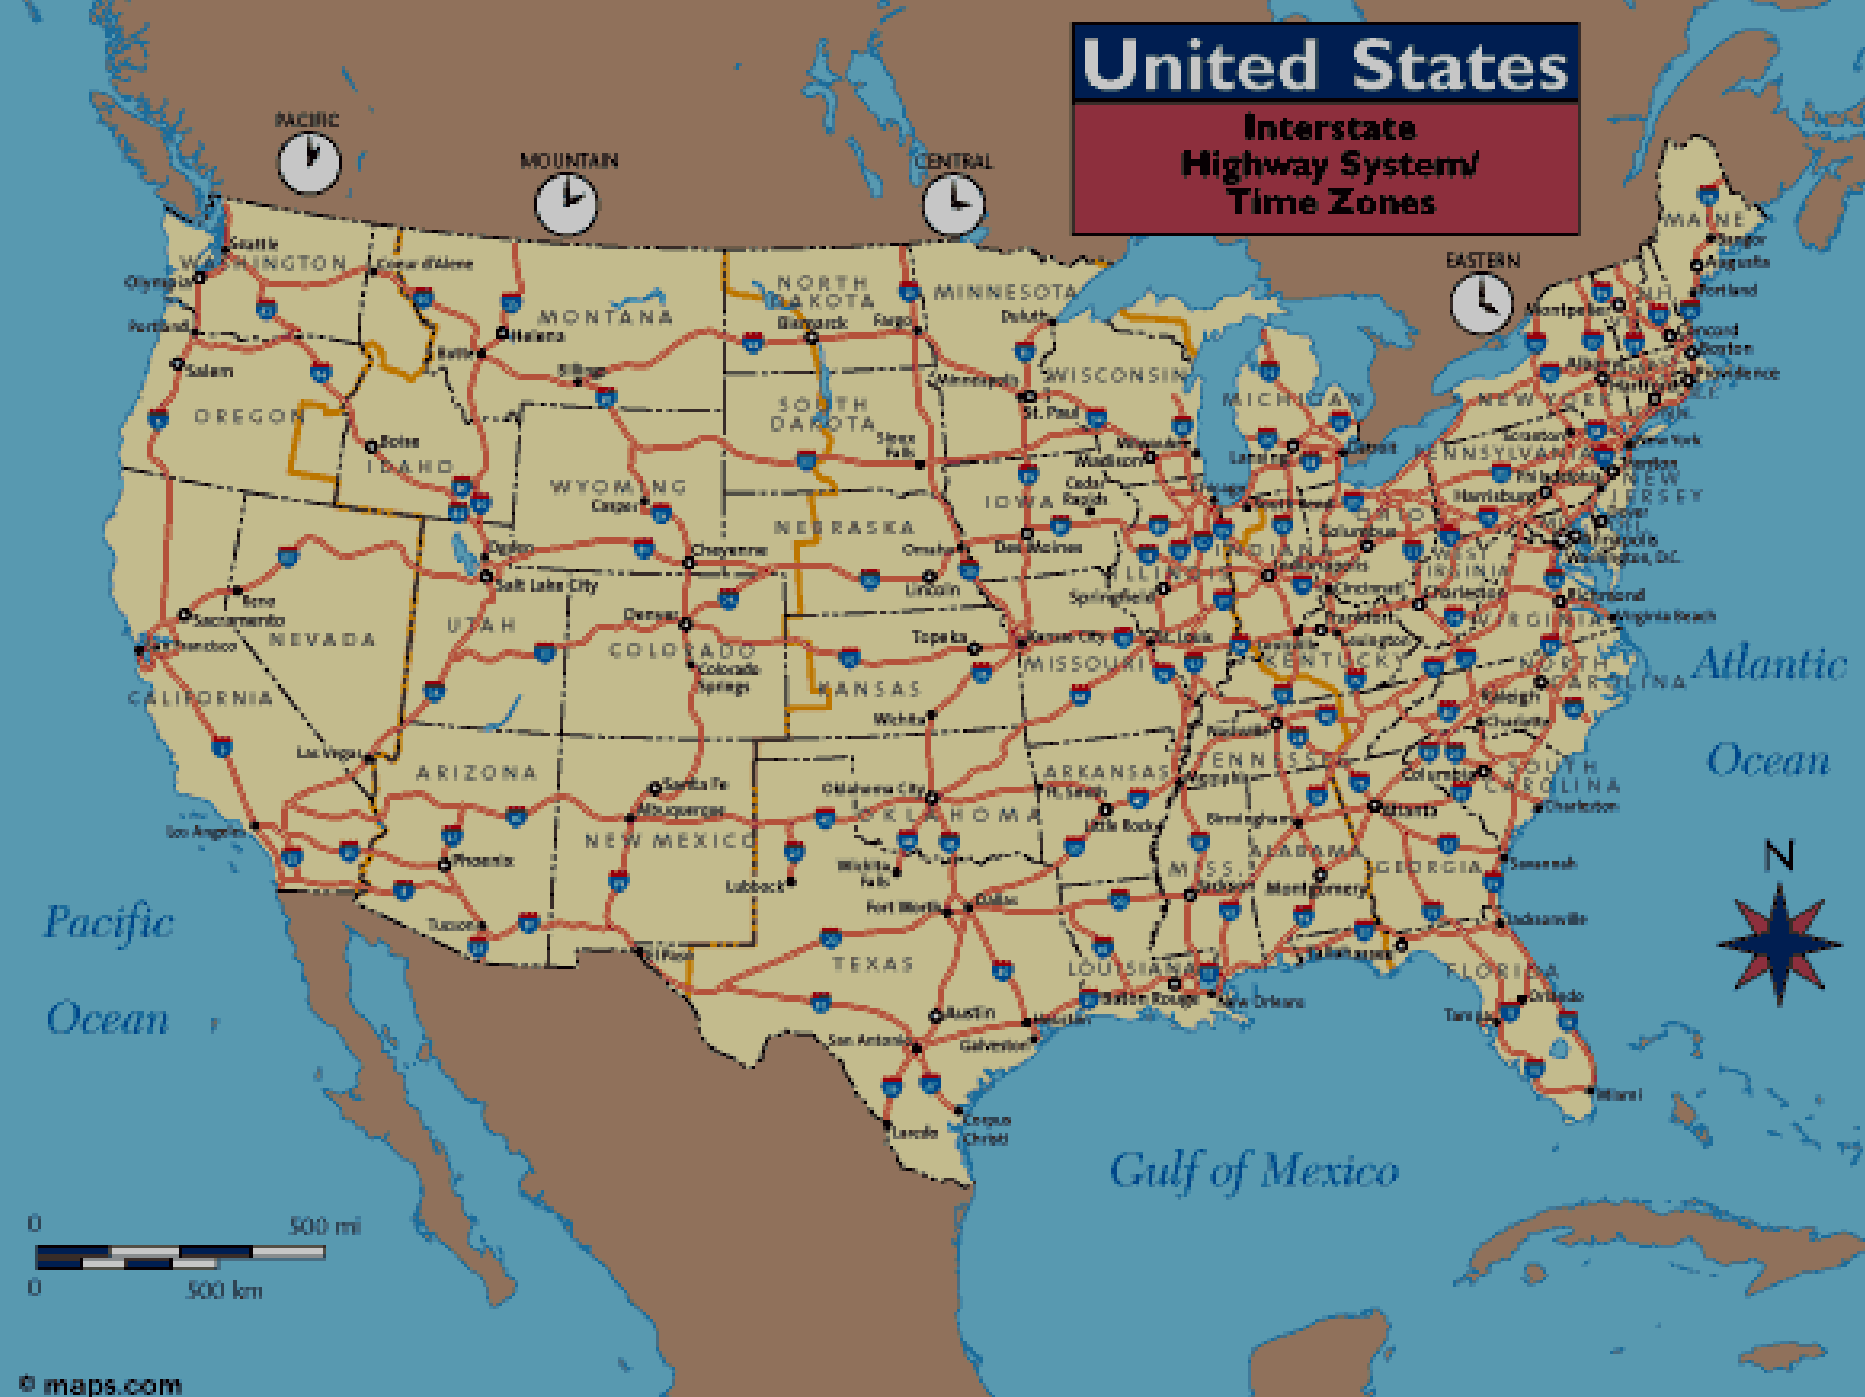 United States
Interstate
Highway System/
Time Zones
PACIFIC
MOUNTAIN
CENTRAL
EASTERN
Seattle
WASHINGTON
Coeur d'Alene
Olympia
Portland
Salem
OREGON
Boise
IDAHO
MONTANA
Helena
Butte
Billings
NORTH
DAKOTA
Bismarck
Fargo
MINNESOTA
Duluth
Minneapolis
St. Paul
WISCONSIN
Madison
MICHIGAN
Lansing
Detroit
SOUTH
DAKOTA
Sioux
Falls
WYOMING
Casper
Cheyenne
NEBRASKA
Omaha
Lincoln
IOWA
Cedar
Rapids
Des Moines
Ogden
Salt Lake City
UTAH
Reno
NEVADA
Sacramento
San Francisco
CALIFORNIA
Las Vegas
Los Angeles
Denver
COLORADO
Colorado
Springs
Topeka
Kansas City
KANSAS
Wichita
MISSOURI
St. Louis
ILLINOIS
Springfield
INDIANA
Indianapolis
OHIO
Columbus
Cincinnati
Frankfort
Lexington
KENTUCKY
WEST
VIRGINIA
Charleston
VIRGINIA
Richmond
Virginia Beach
MAINE
Bangor
Augusta
Portland
NH
Montpelier
Concord
Boston
Providence
Hartford
NEW YORK
Scranton
New York
PENNSYLVANIA
Philadelphia
Harrisburg
NEW
JERSEY
Dover
Annapolis
Washington, D.C.
NORTH
CAROLINA
Raleigh
Charlotte
SOUTH
CAROLINA
Columbia
Charleston
TENNESSEE
Nashville
Memphis
ARIZONA
Phoenix
Tucson
Santa Fe
Albuquerque
NEW MEXICO
Oklahoma City
OKLAHOMA
ARKANSAS
Ft. Smith
Little Rock
Wichita
Falls
Lubbock
Fort Worth
Dallas
El Paso
TEXAS
Austin
San Antonio
Houston
Galveston
Corpus
Christi
Laredo
LOUISIANA
Baton Rouge
New Orleans
MISS.
Jackson
Birmingham
ALABAMA
Montgomery
Atlanta
GEORGIA
Savannah
Jacksonville
Tallahassee
FLORIDA
Orlando
Tampa
Miami
Atlantic
Ocean
Pacific
Ocean
Gulf of Mexico
N
0 500 mi
0 500 km
© maps.com